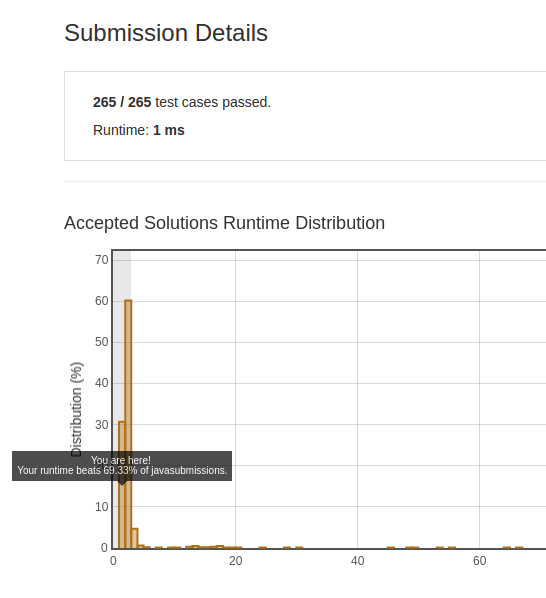 Submission Details
265 / 265 test cases passed.
Runtime: 1 ms
Accepted Solutions Runtime Distribution
70
60
50
40
30
10
0
Distribution (%)
You are here!
Your runtime beats 69.33% of javasubmissions.
0 20 40 60